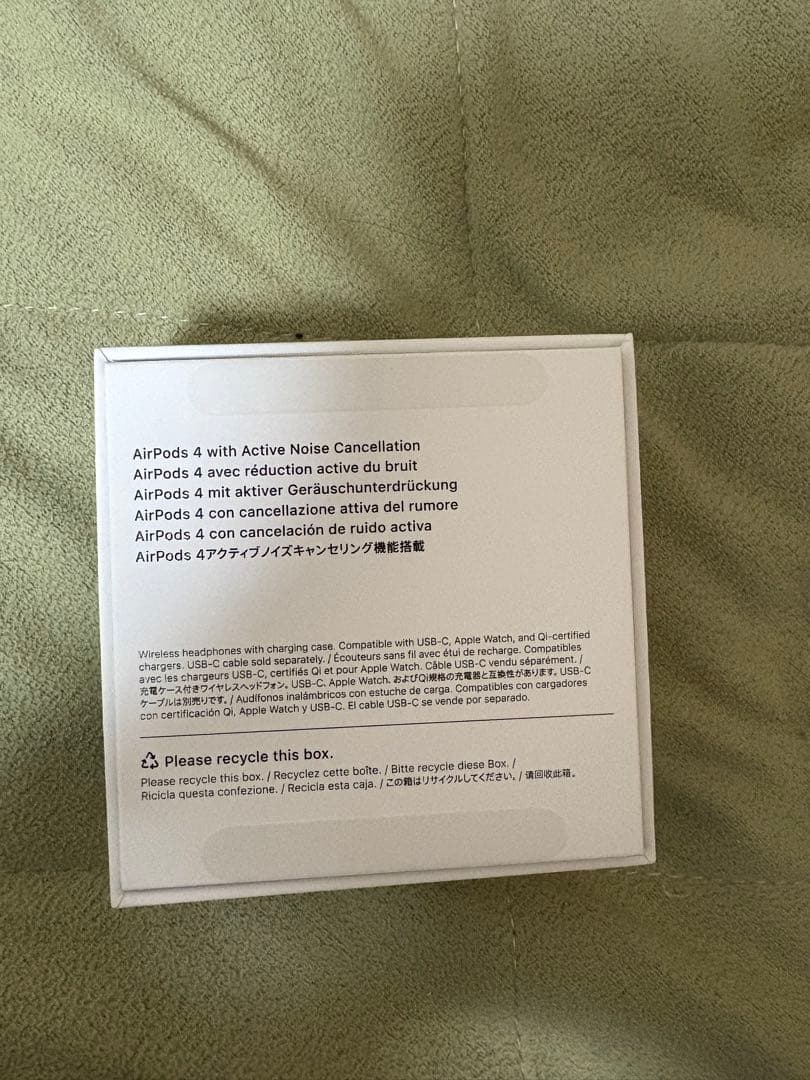 AirPods 4 with Active Noise Cancellation
AirPods 4 avec réduction active du bruit
AirPods 4 mit aktiver Geräuschunterdrückung
AirPods 4 con cancellazione attiva del rumore
AirPods 4 con cancelación de ruido activa
AirPods 4アクティブノイズキャンセリング機能搭載
Wireless headphones with charging case. Compatible with USB-C, Apple Watch, and Qi-certified
chargers. USB-C cable sold separately. / Écouteurs sans fil avec étui de recharge. Compatibles
avec les chargeurs USB-C, certifiés Qi et pour Apple Watch. Câble USB-C vendu séparément. /
充電ケース付きワイヤレスヘッドフォン。USB-C、Apple Watch、およびQi規格の充電器と互換性があります。USB-C
ケーブルは別売りです。/ Audífonos inalámbricos con estuche de carga. Compatibles con cargadores
con certificación Qi, Apple Watch y USB-C. El cable USB-C se vende por separado.
Please recycle this box.
Please recycle this box. / Recyclez cette boîte. / Bitte recycle diese Box. /
Ricicla questa confezione. / Recicla esta caja. / この箱はリサイクルしてください。/ 请回收此箱。